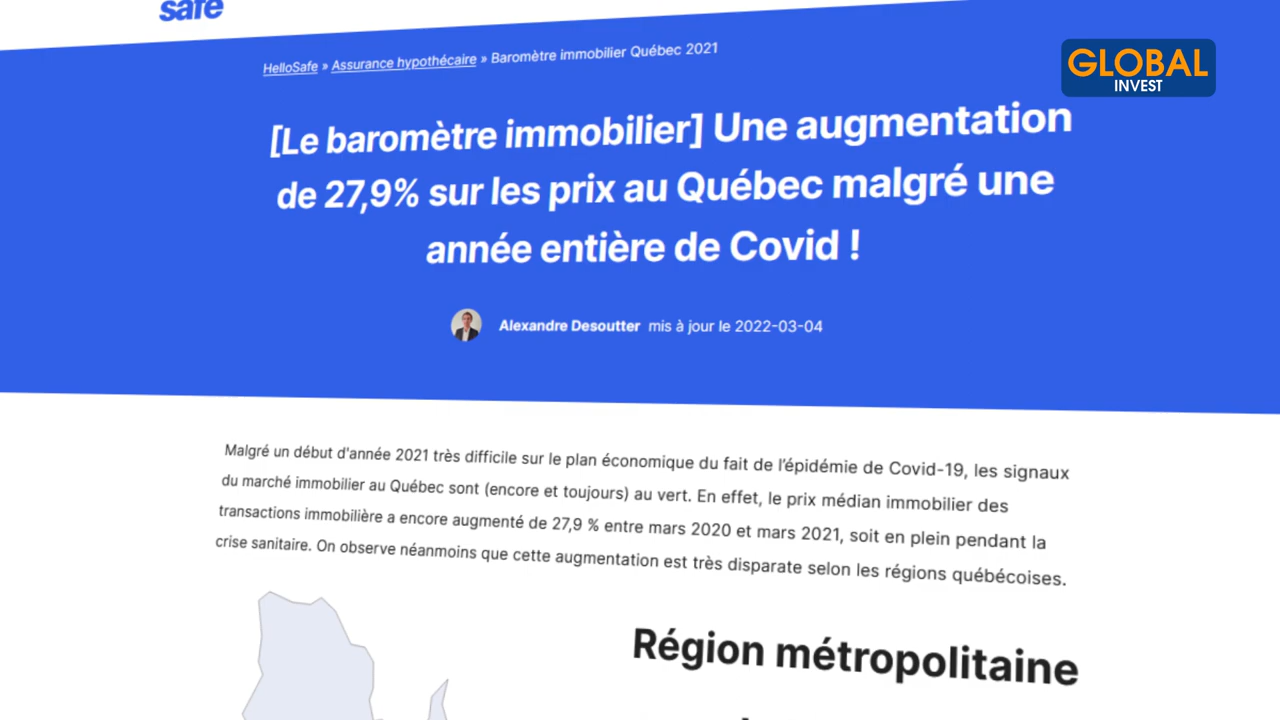 safe
HelloSafe » Assurance hypothécaire » Baromètre immobilier Québec 2021
GLOBAL
INVEST
[Le baromètre immobilier] Une augmentation
de 27,9% sur les prix au Québec malgré une
année entière de Covid !
Alexandre Desoutter mis à jour le 2022-03-04
Malgré un début d'année 2021 très difficile sur le plan économique du fait de l'épidémie de Covid-19, les signaux
du marché immobilier au Québec sont (encore et toujours) au vert. En effet, le prix médian immobilier des
transactions immobilière a encore augmenté de 27,9 % entre mars 2020 et mars 2021, soit en plein pendant la
crise sanitaire. On observe néanmoins que cette augmentation est très disparate selon les régions québécoises.
Région métropolitaine